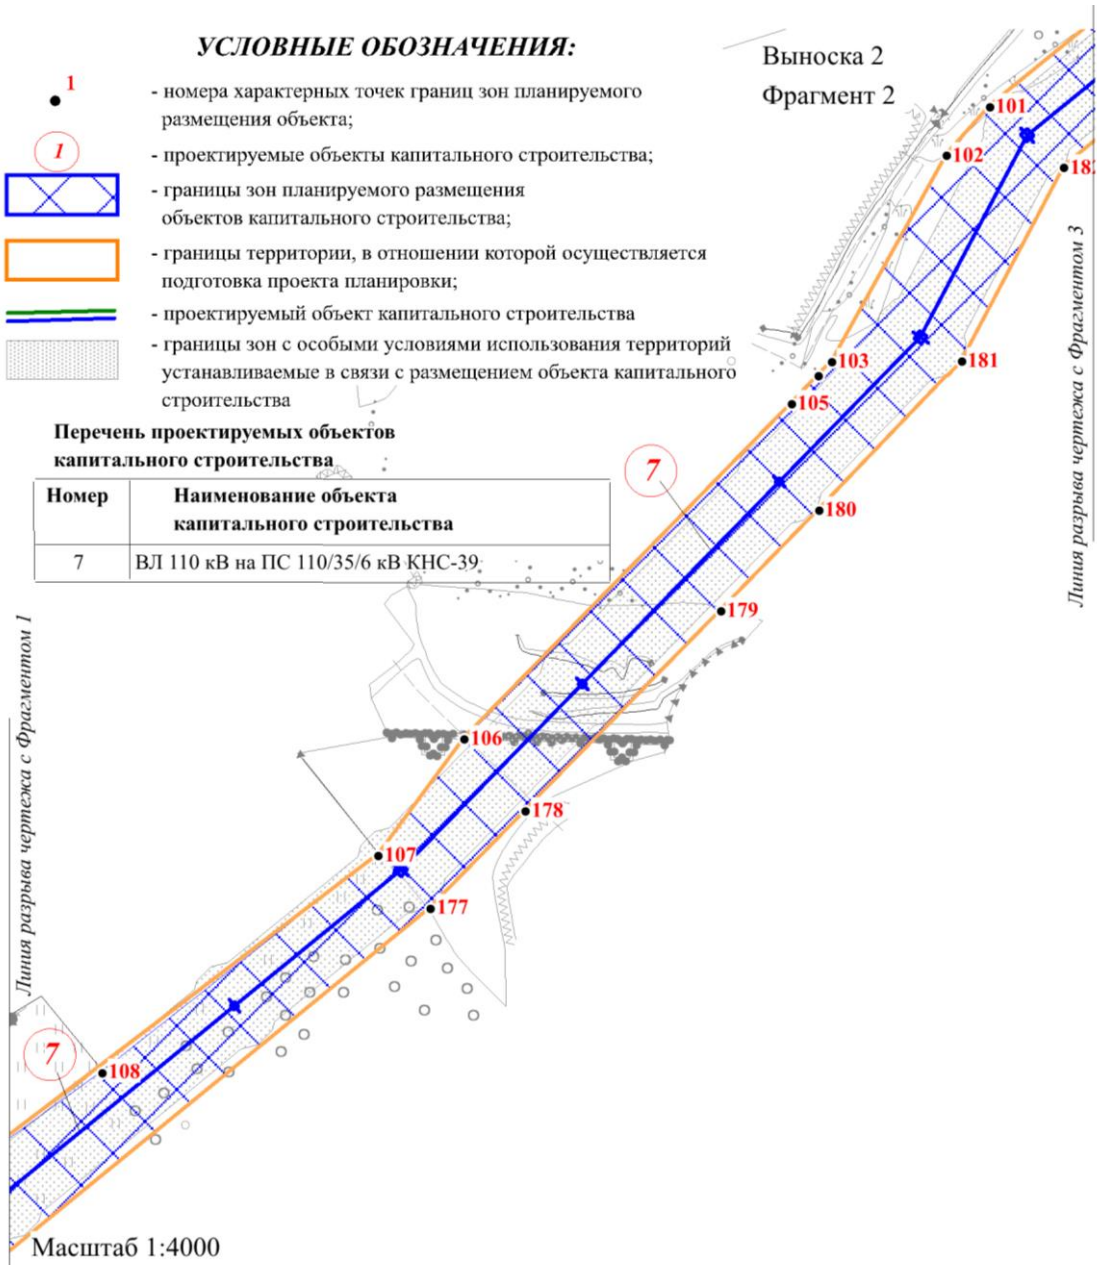 УСЛОВНЫЕ ОБОЗНАЧЕНИЯ:
1
- номера характерных точек границ зон планируемого
размещения объекта;
1
- проектируемые объекты капитального строительства;
- границы зон планируемого размещения
объектов капитального строительства;
- границы территории, в отношении которой осуществляется
подготовка проекта планировки;
- проектируемый объект капитального строительства
- границы зон с особыми условиями использования территорий
устанавливаемые в связи с размещением объекта капитального
строительства
Перечень проектируемых объектов
капитального строительства
Номер
Наименование объекта
капитального строительства
7
ВЛ 110 кВ на ПС 110/35/6 кВ КНС-39
Выноска 2
Фрагмент 2
101
102
182
103
181
105
7
180
179
106
178
107
177
7
108
Линия разрыва чертежа с Фрагментом 3
Линия разрыва чертежа с Фрагментом 1
Масштаб 1:4000